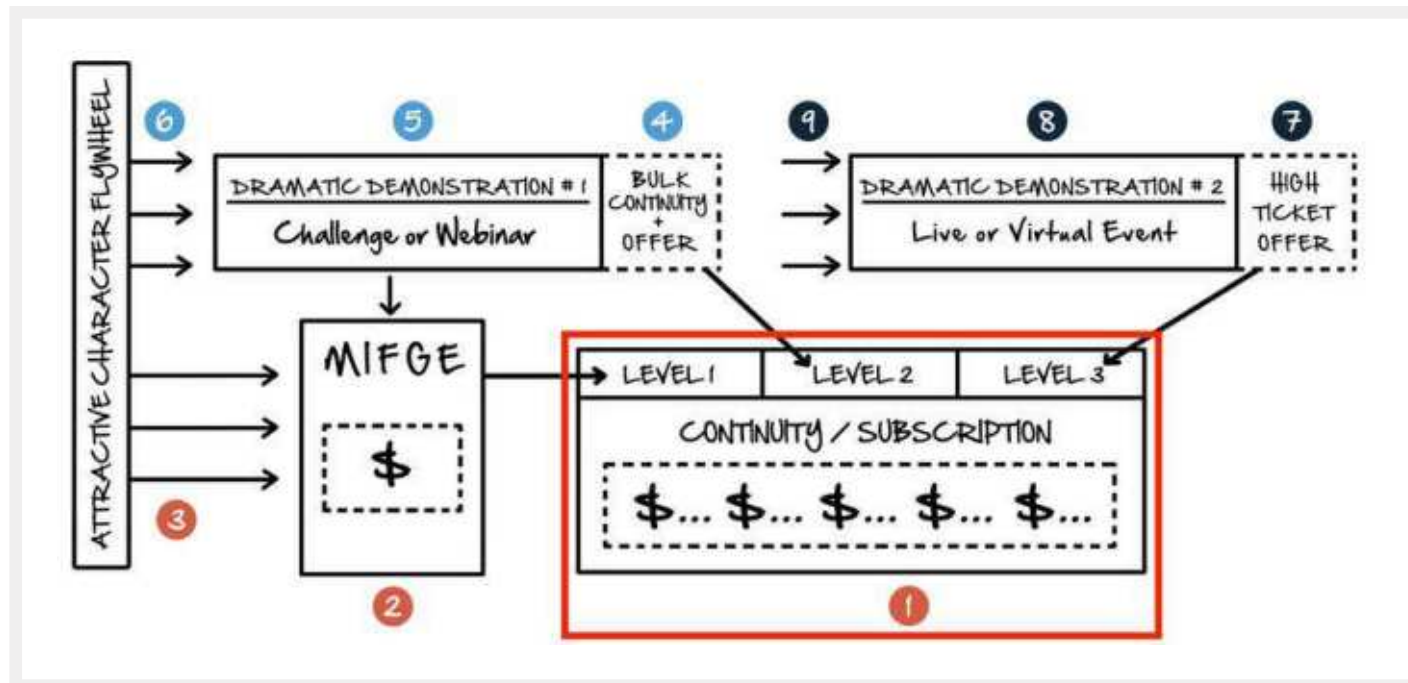 ATTRACTIVE CHARACTER FLYWHEEL
6
5
4
9
8
7
DRAMATIC DEMONSTRATION #1
Challenge or Webinar
BULK
CONTINUITY
+
OFFER
DRAMATIC DEMONSTRATION #2
Live or Virtual Event
HIGH
TICKET
OFFER
MIFGE
$
LEVEL 1
LEVEL 2
LEVEL 3
CONTINUITY / SUBSCRIPTION
$... $... $... $... $...
3
2
1